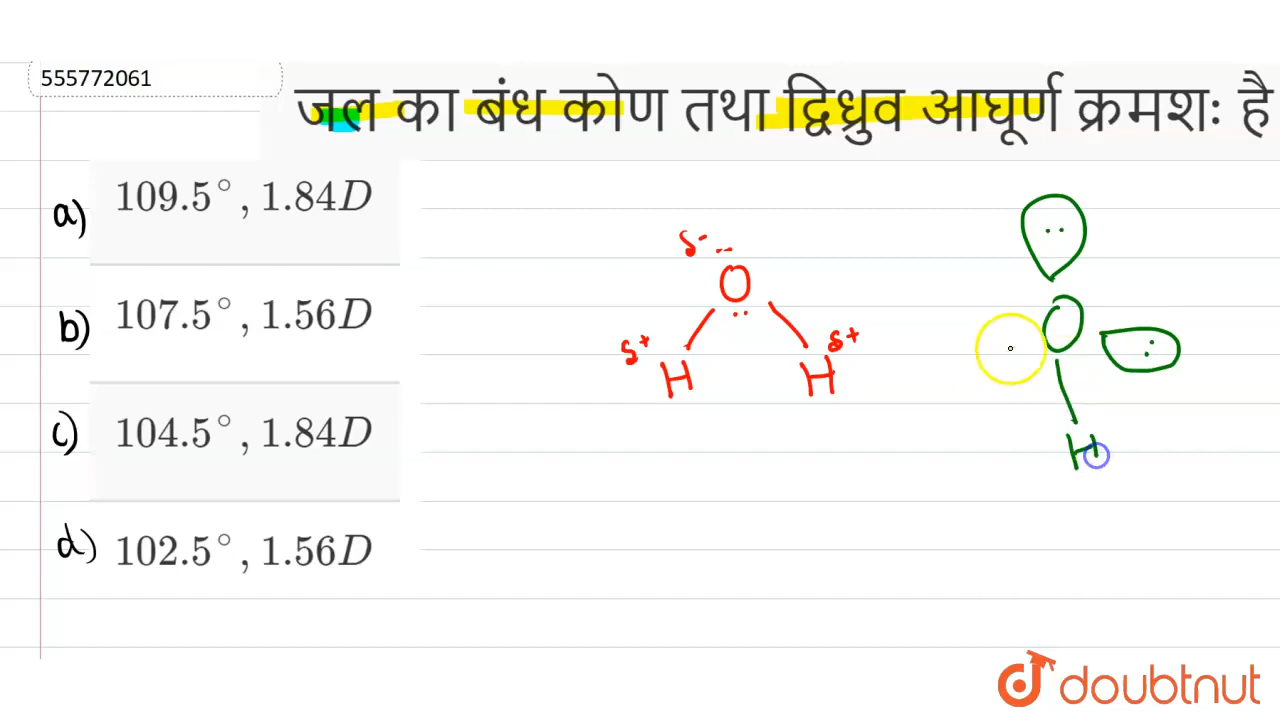 555772061
जल का बंध कोण तथा द्विध्रुव आघूर्ण क्रमशः है
a) 109.5°, 1.84D
b) 107.5°, 1.56D
c) 104.5°, 1.84D
d) 102.5°, 1.56D
δ-
O
δ+ δ+
H H
O
H
doubtnut